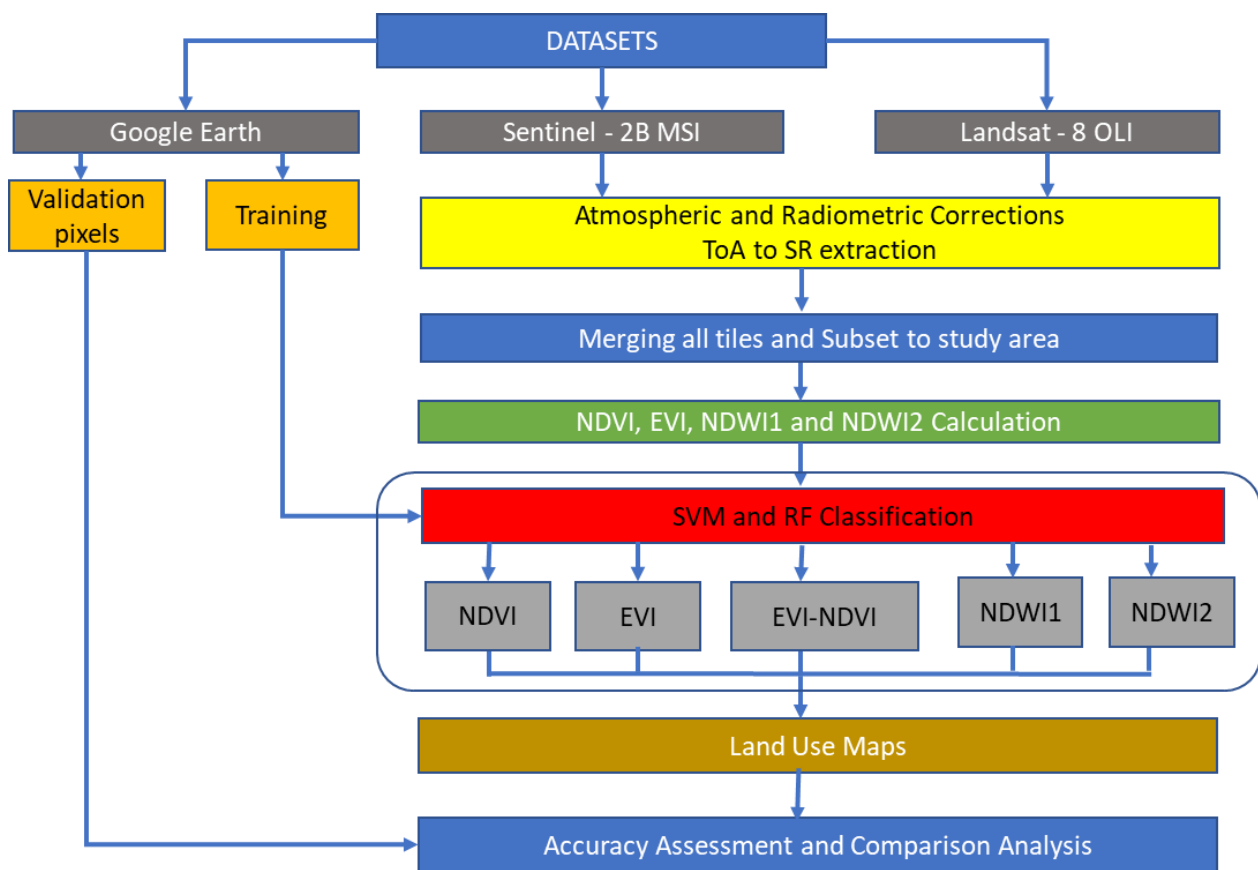 DATASETS
Google Earth
Sentinel - 2B MSI
Landsat - 8 OLI
Validation
pixels
Training
Atmospheric and Radiometric Corrections
ToA to SR extraction
Merging all tiles and Subset to study area
NDVI, EVI, NDWI1 and NDWI2 Calculation
SVM and RF Classification
NDVI
EVI
EVI-NDVI
NDWI1
NDWI2
Land Use Maps
Accuracy Assessment and Comparison Analysis